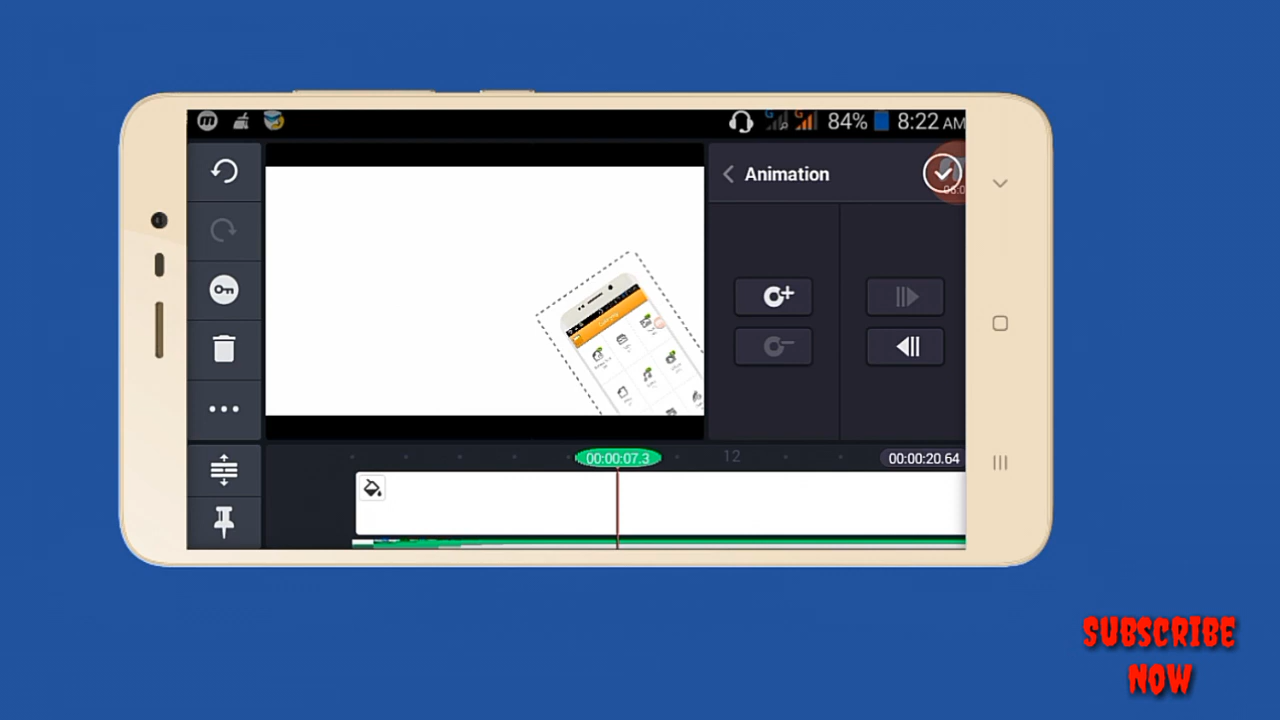 84% 8:22 AM
Animation
00:00:07.3
12
00:00:20.64
SUBSCRIBE
NOW